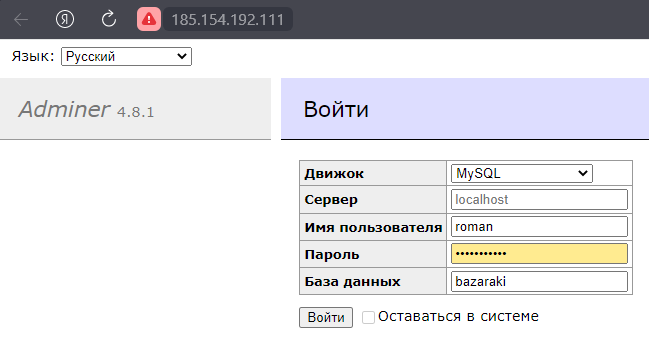 185.154.192.111
Язык: Русский
Adminer 4.8.1
Войти
Движок MySQL
Сервер localhost
Имя пользователя roman
Пароль •••••••••••
База данных bazaraki
Войти Оставаться в системе